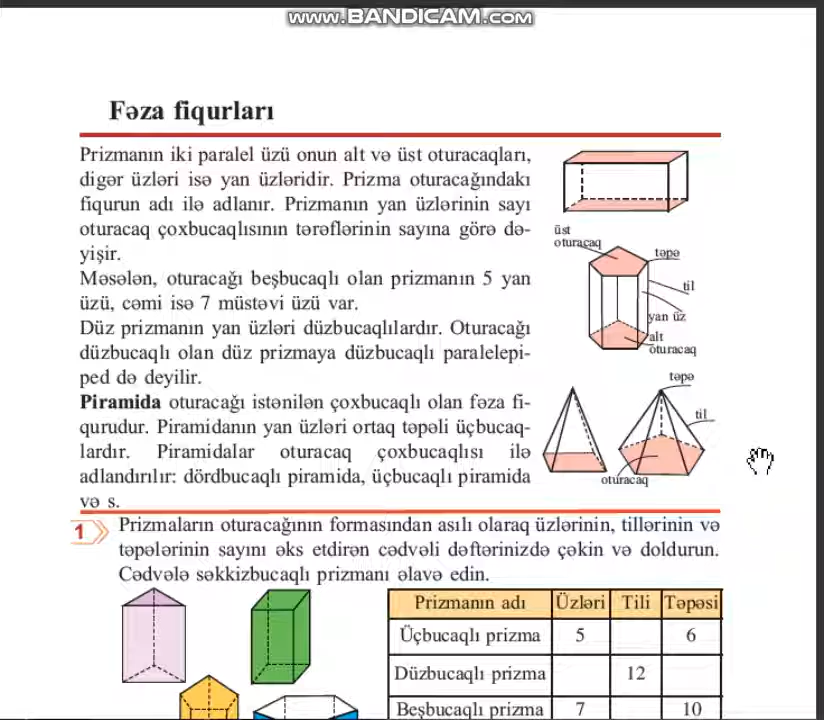 www.BANDICAM.com
Fəza fiqurları
Prizmanın iki paralel üzü onun alt və üst oturacaqları,
digər üzləri isə yan üzləridir. Prizma oturacağındakı
fiqurun adı ilə adlanır. Prizmanın yan üzlərinin sayı
oturacaq çoxbucaqlısının tərəflərinin sayına görə də-
yişir.
Məsələn, oturacağı beşbucaqlı olan prizmanın 5 yan
üzü, cəmi isə 7 müstəvi üzü var.
Düz prizmanın yan üzləri düzbucaqlılardır. Oturacağı
düzbucaqlı olan düz prizmaya düzbucaqlı paralelepi-
ped də deyilir.
Piramida oturacağı istənilən çoxbucaqlı olan fəza fi-
qurudur. Piramidanın yan üzləri ortaq təpəli üçbucaq-
lardır. Piramidalar oturacaq çoxbucaqlısı ilə
adlandırılır: dördbucaqlı piramida, üçbucaqlı piramida
və s.
üst
oturacaq
təpə
til
yan üz
alt
oturacaq
təpə
til
oturacaq
1
Prizmaların oturacağının formasından asılı olaraq üzlərinin, tillərinin və
təpələrinin sayını əks etdirən cədvəli dəftərinizdə çəkin və doldurun.
Cədvələ səkkizbucaqlı prizmanı əlavə edin.
Prizmanın adı Üzləri Tili Təpəsi
Üçbucaqlı prizma 5 6
Düzbucaqlı prizma 12
Beşbucaqlı prizma 7 10